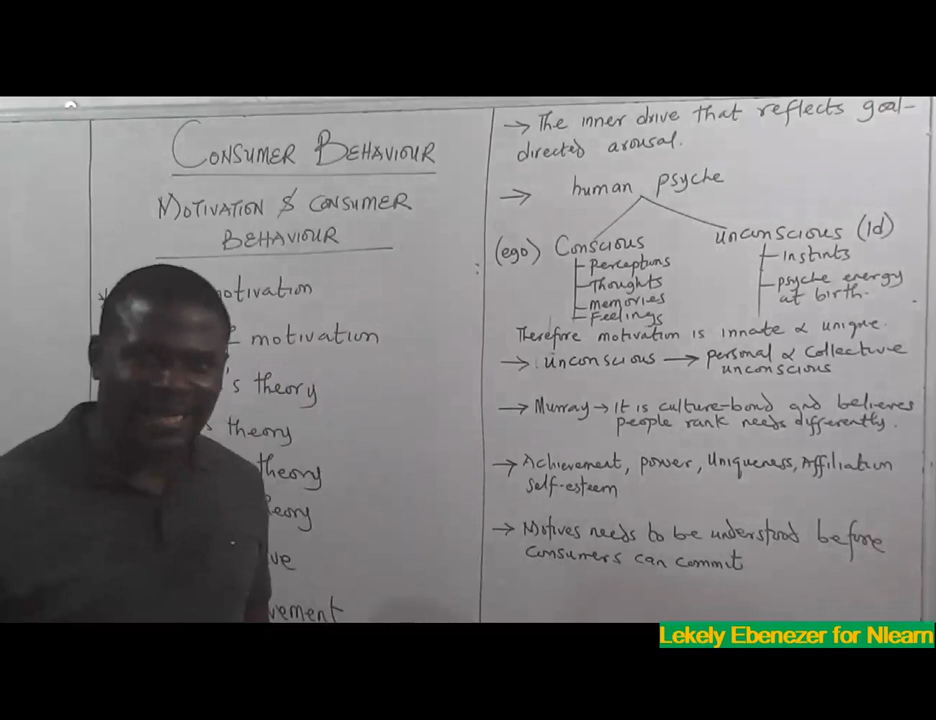 CONSUMER BEHAVIOUR
MOTIVATION & CONSUMER
BEHAVIOUR
motivation
motivation
's theory
theory
theory
eory
ve
vement
→ The inner drive that reflects goal-
directed arousal.
→ human psyche
(ego) Conscious
Perceptions
Thoughts
memories
Feelings
unconscious (Id)
instints
psyche energy
at birth.
Therefore motivation is innate & unique.
→ unconscious → personal & collective
unconscious
→ Murray → It is culture-bond and believes
people rank needs differently.
→ Achievement, power, uniqueness, Affiliation
self-esteem
→ Motives needs to be understood before
consumers can commit
Lekely Ebenezer for Nlearn